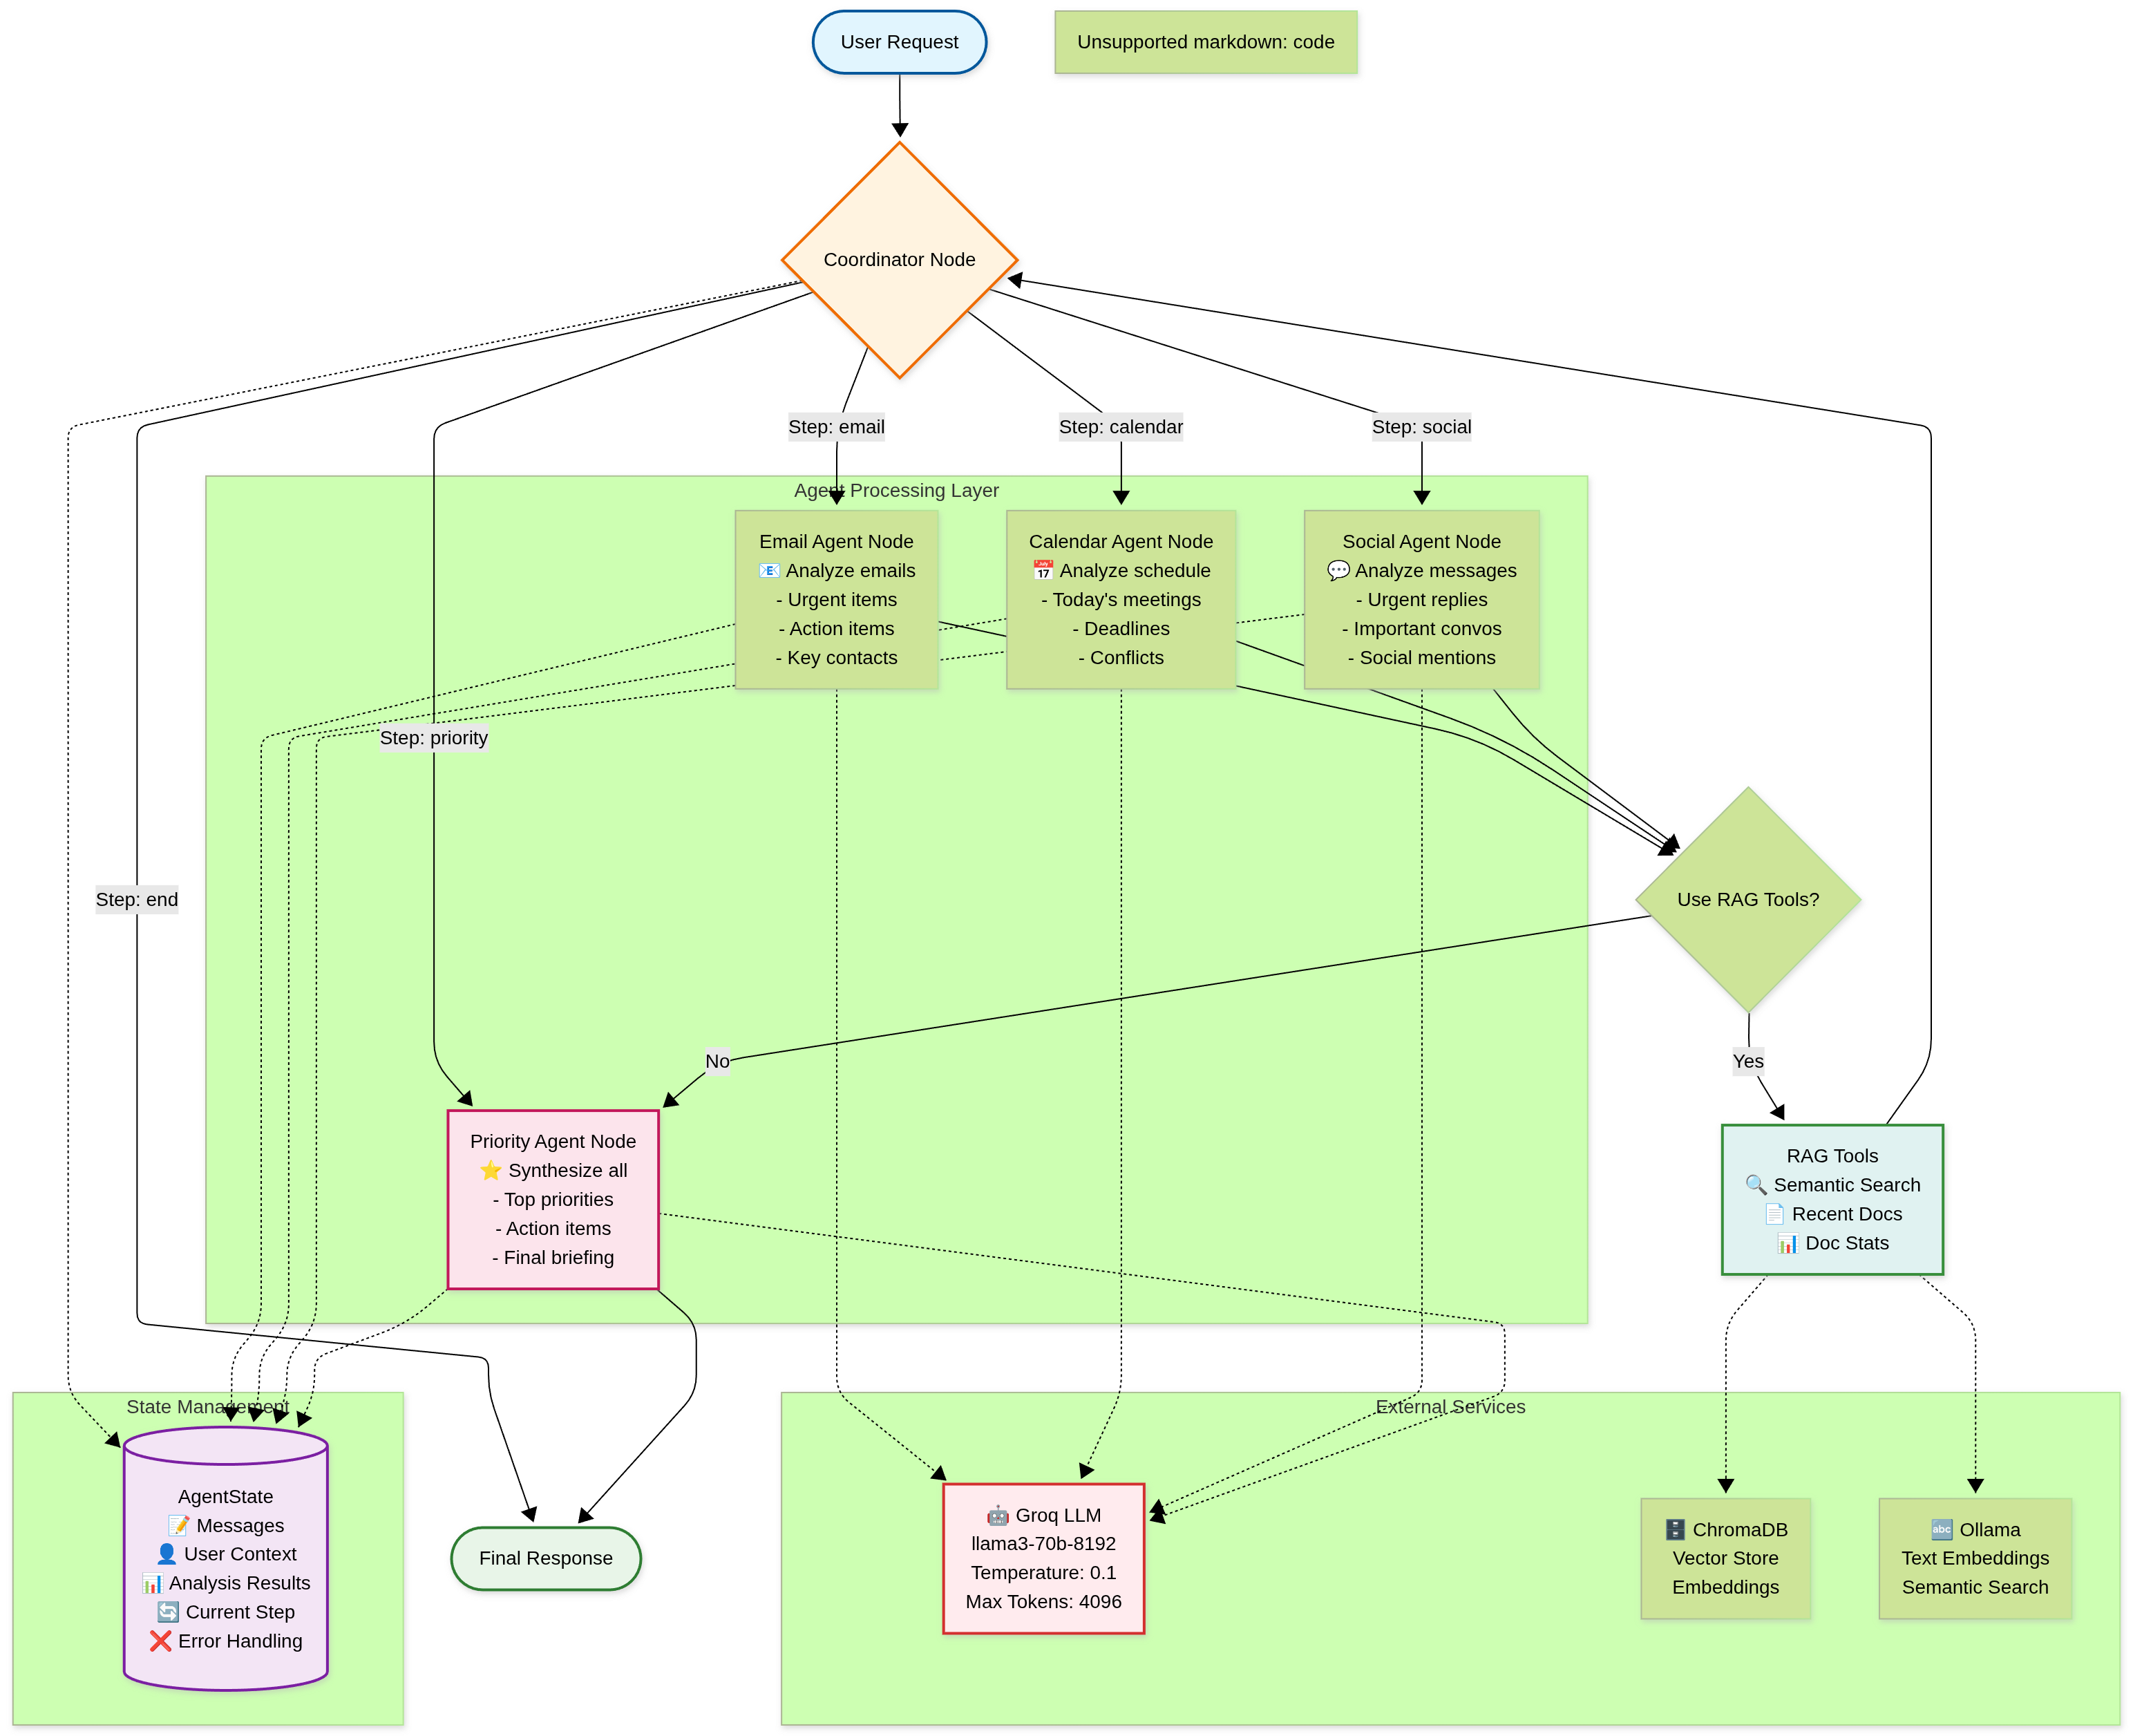 User Request
Unsupported markdown: code
Coordinator Node
Step: email
Step: calendar
Step: social
Agent Processing Layer
Email Agent Node
📧 Analyze emails
- Urgent items
- Action items
- Key contacts
Calendar Agent Node
📅 Analyze schedule
- Today's meetings
- Deadlines
- Conflicts
Social Agent Node
💬 Analyze messages
- Urgent replies
- Important convos
- Social mentions
Step: priority
Step: end
Use RAG Tools?
No
Yes
Priority Agent Node
⭐ Synthesize all
- Top priorities
- Action items
- Final briefing
RAG Tools
🔍 Semantic Search
📄 Recent Docs
📊 Doc Stats
State Management
AgentState
📝 Messages
👤 User Context
📊 Analysis Results
🔄 Current Step
❌ Error Handling
Final Response
External Services
🤖 Groq LLM
llama3-70b-8192
Temperature: 0.1
Max Tokens: 4096
🗄️ ChromaDB
Vector Store
Embeddings
🔤 Ollama
Text Embeddings
Semantic Search